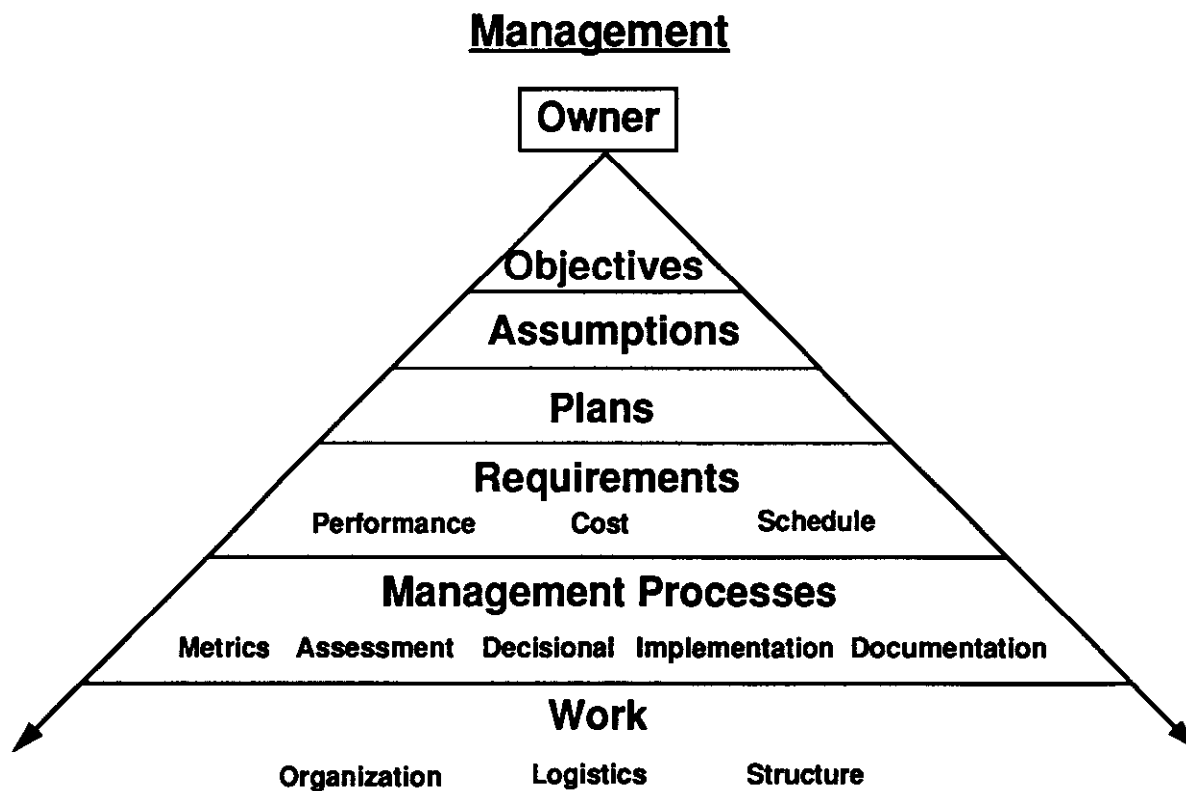 Management
Owner
Objectives
Assumptions
Plans
Requirements
Performance Cost Schedule
Management Processes
Metrics Assessment Decisional Implementation Documentation
Work
Organization Logistics Structure